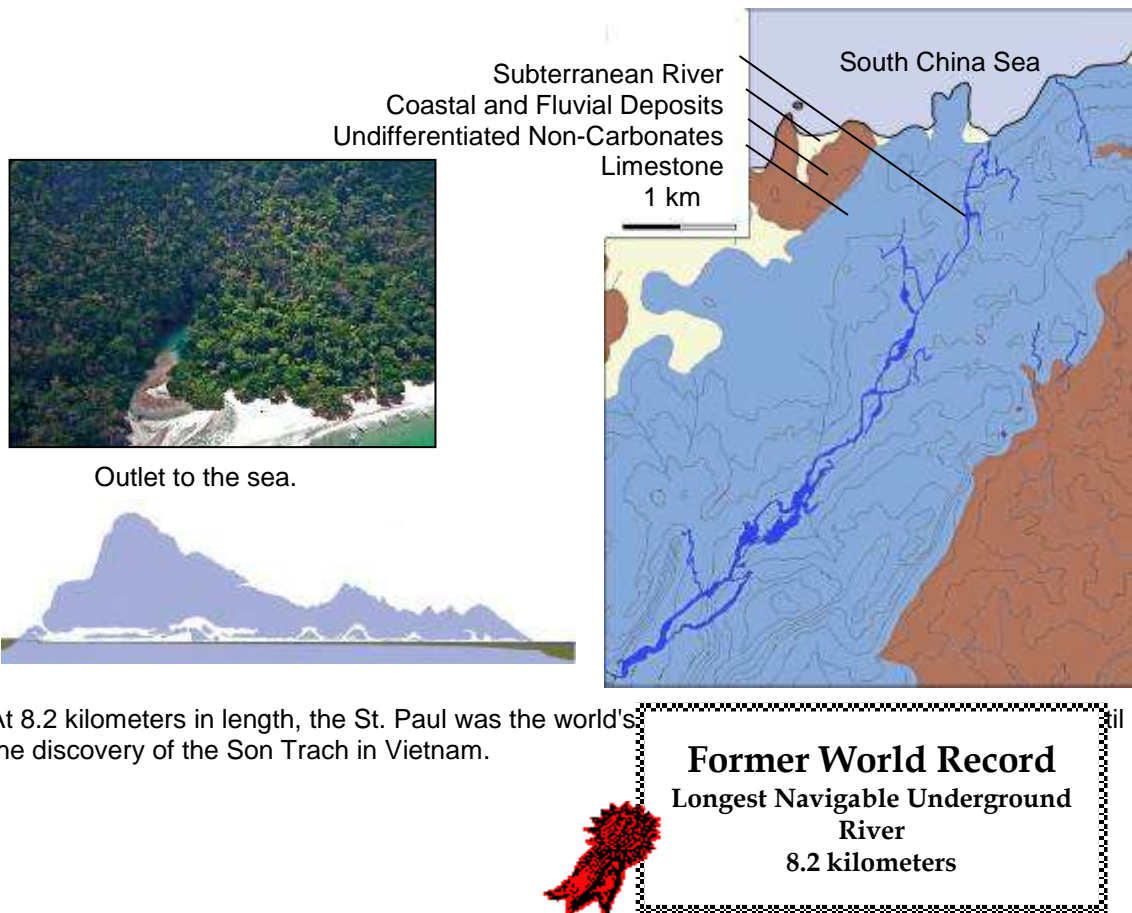 South China Sea
Subterranean River
Coastal and Fluvial Deposits
Undifferentiated Non-Carbonates
Limestone
1 km
Outlet to the sea.
At 8.2 kilometers in length, the St. Paul was the world's
the discovery of the Son Trach in Vietnam.
Former World Record
Longest Navigable Underground
River
8.2 kilometers